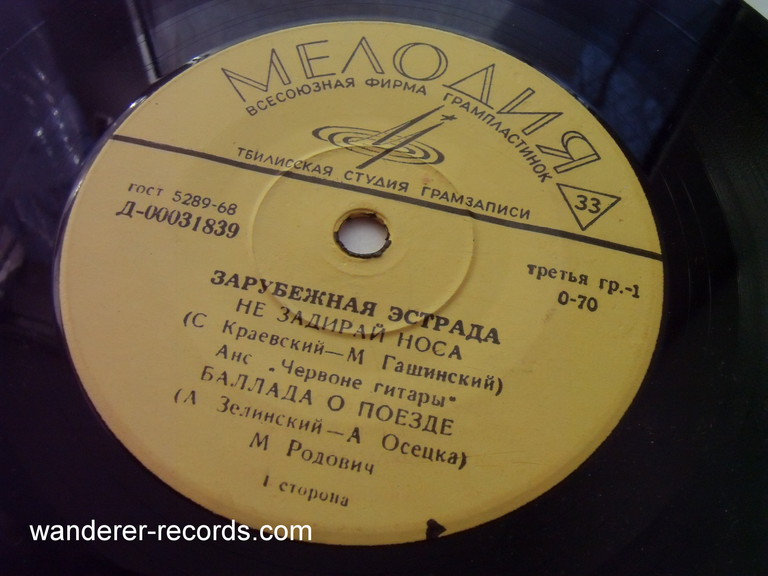 МЕЛОДИЯ
ВСЕСОЮЗНАЯ ФИРМА ГРАМПЛАСТИНОК
33
ТБИЛИССКАЯ СТУДИЯ ГРАМЗАПИСИ
ГОСТ 5289-68
Д-00031839
третья гр.-1
0-70
ЗАРУБЕЖНАЯ ЭСТРАДА
НЕ ЗАДИРАЙ НОСА
(С Краевский—М Гашинский)
Анс „Червоне гитары"
БАЛЛАДА О ПОЕЗДЕ
(А Зелинский—А Осецка)
М Родович
I сторона
wanderer-records.com